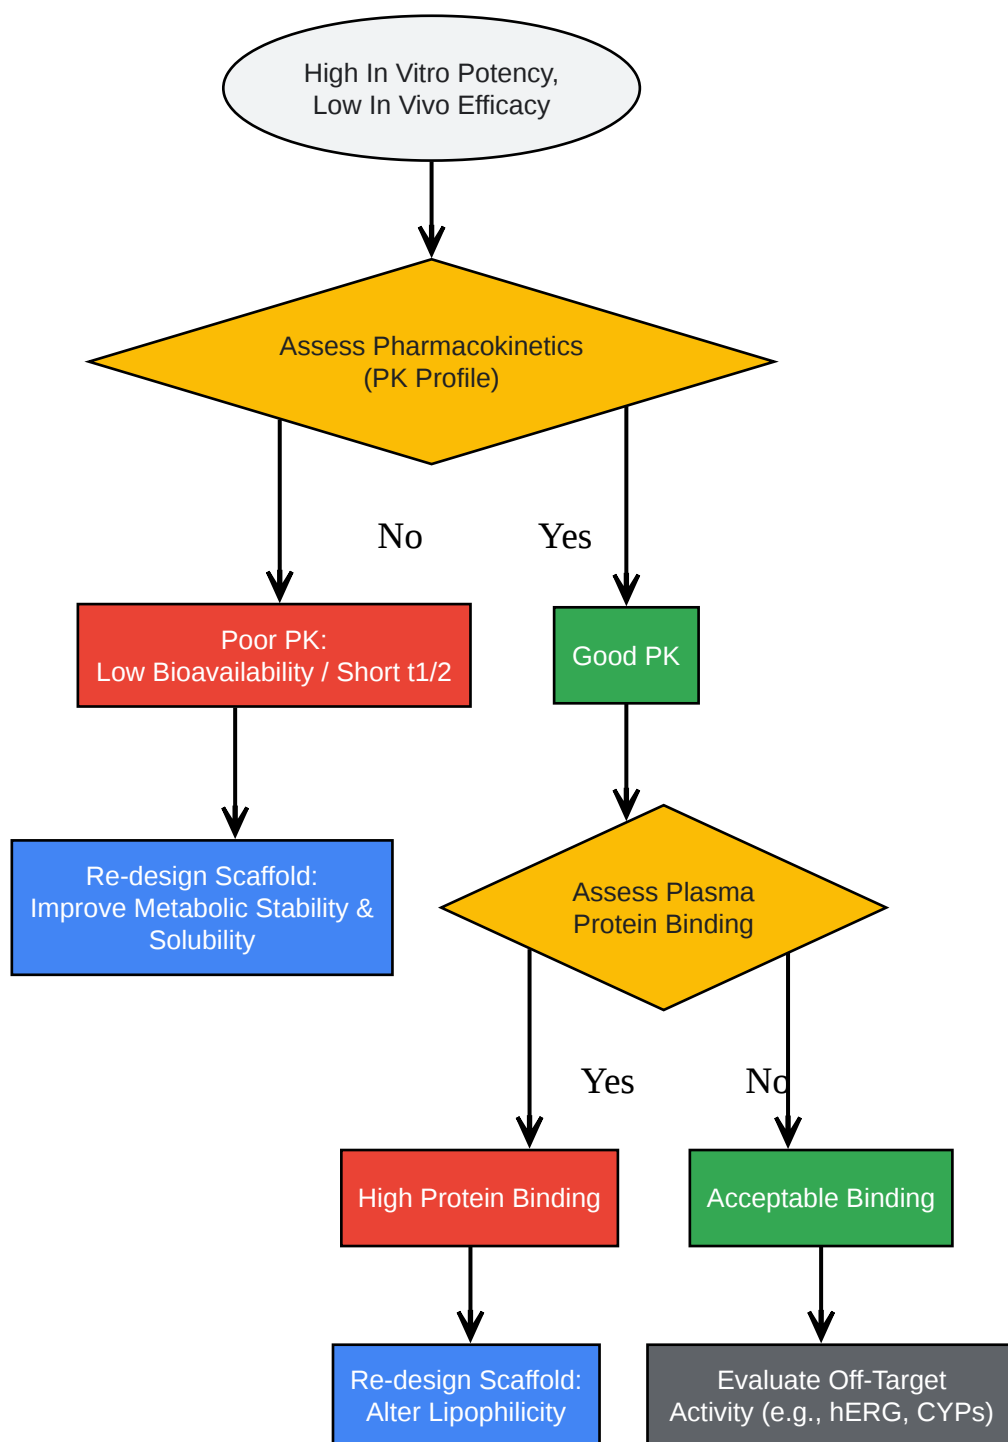 High In Vitro Potency,
Low In Vivo Efficacy
Assess Pharmacokinetics
(PK Profile)
No
Yes
Poor PK:
Low Bioavailability / Short t1/2
Good PK
Re-design Scaffold:
Improve Metabolic Stability &
Solubility
Assess Plasma
Protein Binding
Yes
No
High Protein Binding
Acceptable Binding
Re-design Scaffold:
Alter Lipophilicity
Evaluate Off-Target
Activity (e.g., hERG, CYPs)